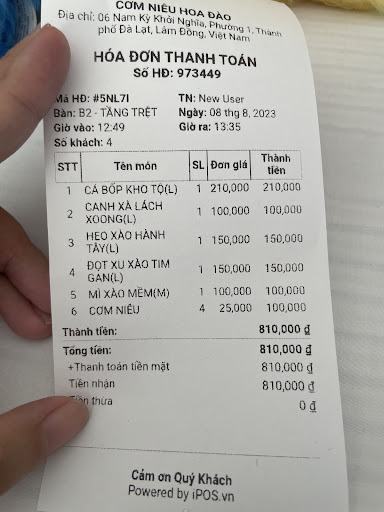 CƠM NIÊU HOA ĐÀO
Địa chỉ: 06 Nam Kỳ Khởi Nghĩa, Phường 1, Thành
phố Đà Lạt, Lâm Đồng, Việt Nam
HÓA ĐƠN THANH TOÁN
Số HĐ: 973449
Mã HĐ: #5NL7I TN: New User
Bàn: B2 - TẦNG TRỆT Ngày: 08 thg 8, 2023
Giờ vào: 12:49 Giờ ra: 13:35
Số khách: 4
STT Tên món SL Đơn giá Thành tiền
1 CÁ BỐP KHO TỘ(L) 1 210,000 210,000
2 CANH XÀ LÁCH XOONG(L) 1 100,000 100,000
3 HEO XÀO HÀNH TÂY(L) 1 150,000 150,000
4 ĐỌT XU XÀO TIM GAN(L) 1 150,000 150,000
5 MÌ XÀO MỀM(M) 1 100,000 100,000
6 CƠM NIÊU 4 25,000 100,000
Thành tiền: 810,000 ₫
Tổng tiền: 810,000 ₫
+Thanh toán tiền mặt 810,000 ₫
Tiền nhận 810,000 ₫
Tiền thừa 0 ₫
Cảm ơn Quý Khách
Powered by iPOS.vn